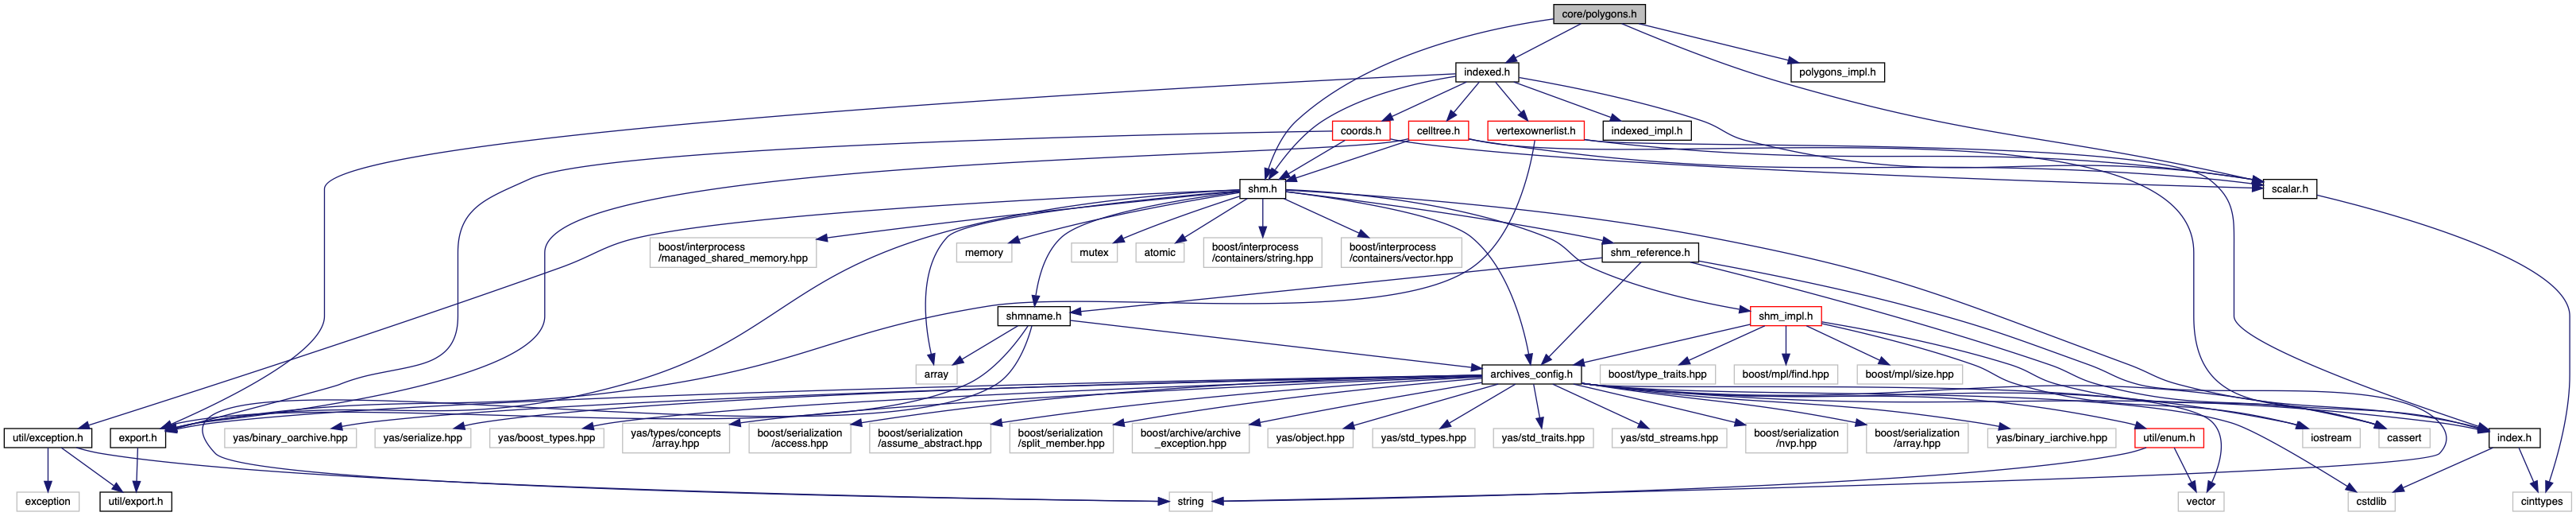 core/polygons.h
indexed.h
polygons_impl.h
coords.h
celltree.h
vertexownerlist.h
indexed_impl.h
shm.h
scalar.h
boost/interprocess
/managed_shared_memory.hpp
memory
mutex
atomic
boost/interprocess
/containers/string.hpp
boost/interprocess
/containers/vector.hpp
shm_reference.h
shmname.h
shm_impl.h
array
archives_config.h
boost/type_traits.hpp
boost/mpl/find.hpp
boost/mpl/size.hpp
util/exception.h
export.h
yas/binary_oarchive.hpp
yas/serialize.hpp
yas/boost_types.hpp
yas/types/concepts
/array.hpp
boost/serialization
/access.hpp
boost/serialization
/assume_abstract.hpp
boost/serialization
/split_member.hpp
boost/archive/archive
_exception.hpp
yas/object.hpp
yas/std_types.hpp
yas/std_traits.hpp
yas/std_streams.hpp
boost/serialization
/nvp.hpp
boost/serialization
/array.hpp
yas/binary_iarchive.hpp
util/enum.h
iostream
cassert
index.h
exception
util/export.h
string
vector
cstdlib
cinttypes